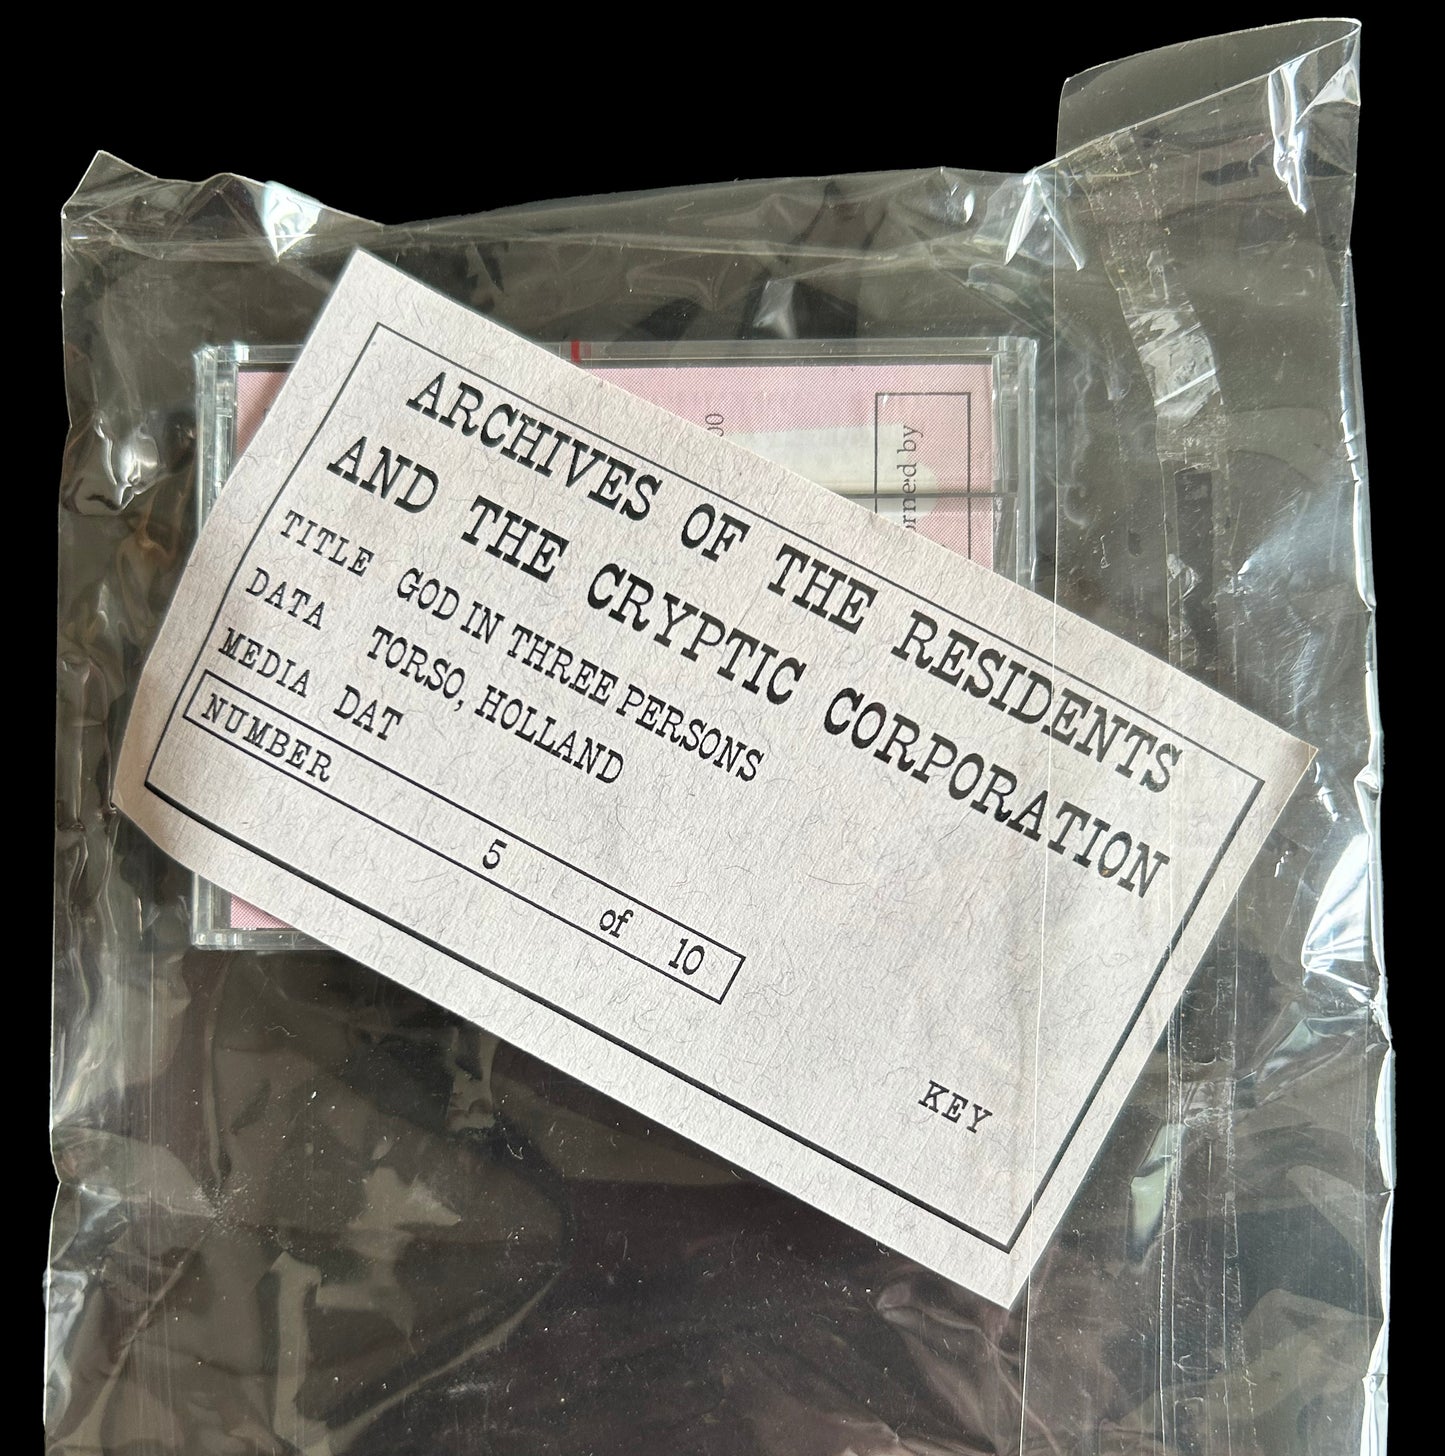 ARCHIVES OF THE RESIDENTS
AND THE CRYPTIC CORPORATION
TITLE GOD IN THREE PERSONS
DATA TORSO, HOLLAND
MEDIA DAT
NUMBER 5 of 10
KEY
by